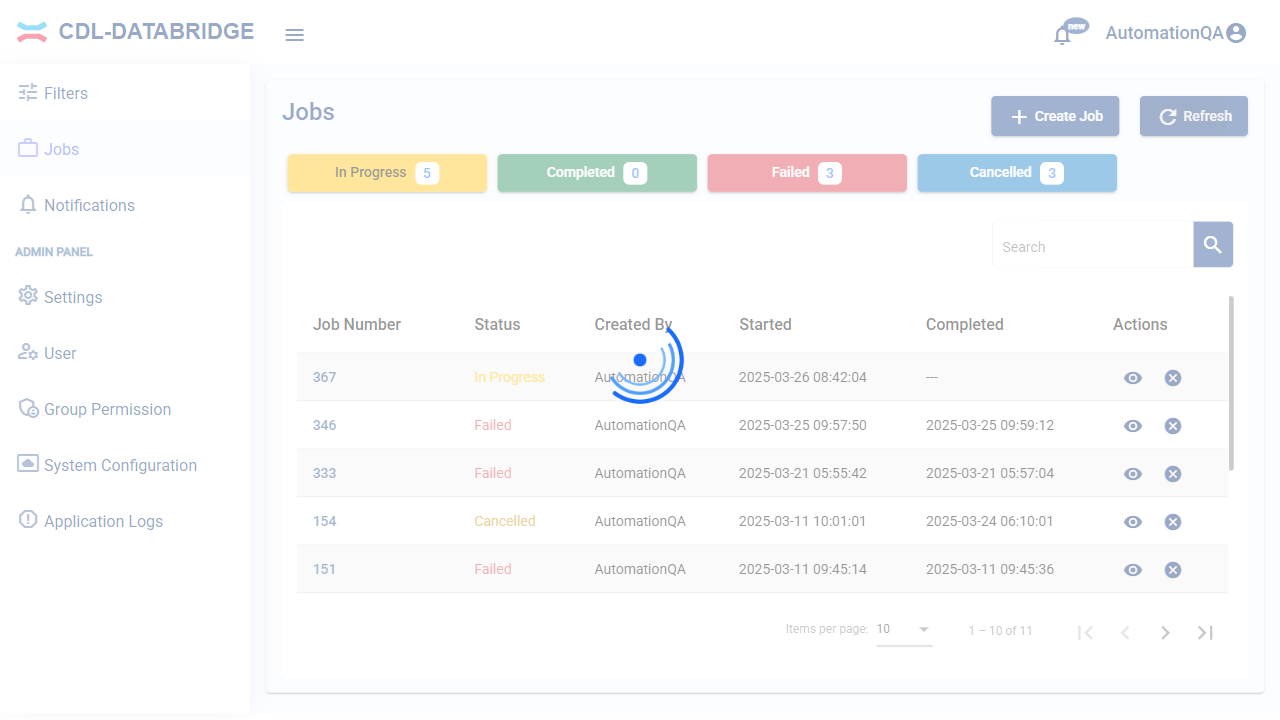 CDL-DATABRIDGE
new
AutomationQA
Filters
Jobs
Notifications
ADMIN PANEL
Settings
User
Group Permission
System Configuration
Application Logs
Jobs
Create Job
Refresh
In Progress 5
Completed 0
Failed 3
Cancelled 3
Search
Job Number Status Created By Started Completed Actions
367 In Progress AutomationQA 2025-03-26 08:42:04 ---
346 Failed AutomationQA 2025-03-25 09:57:50 2025-03-25 09:59:12
333 Failed AutomationQA 2025-03-21 05:55:42 2025-03-21 05:57:04
154 Cancelled AutomationQA 2025-03-11 10:01:01 2025-03-24 06:10:01
151 Failed AutomationQA 2025-03-11 09:45:14 2025-03-11 09:45:36
Items per page: 10 1 – 10 of 11